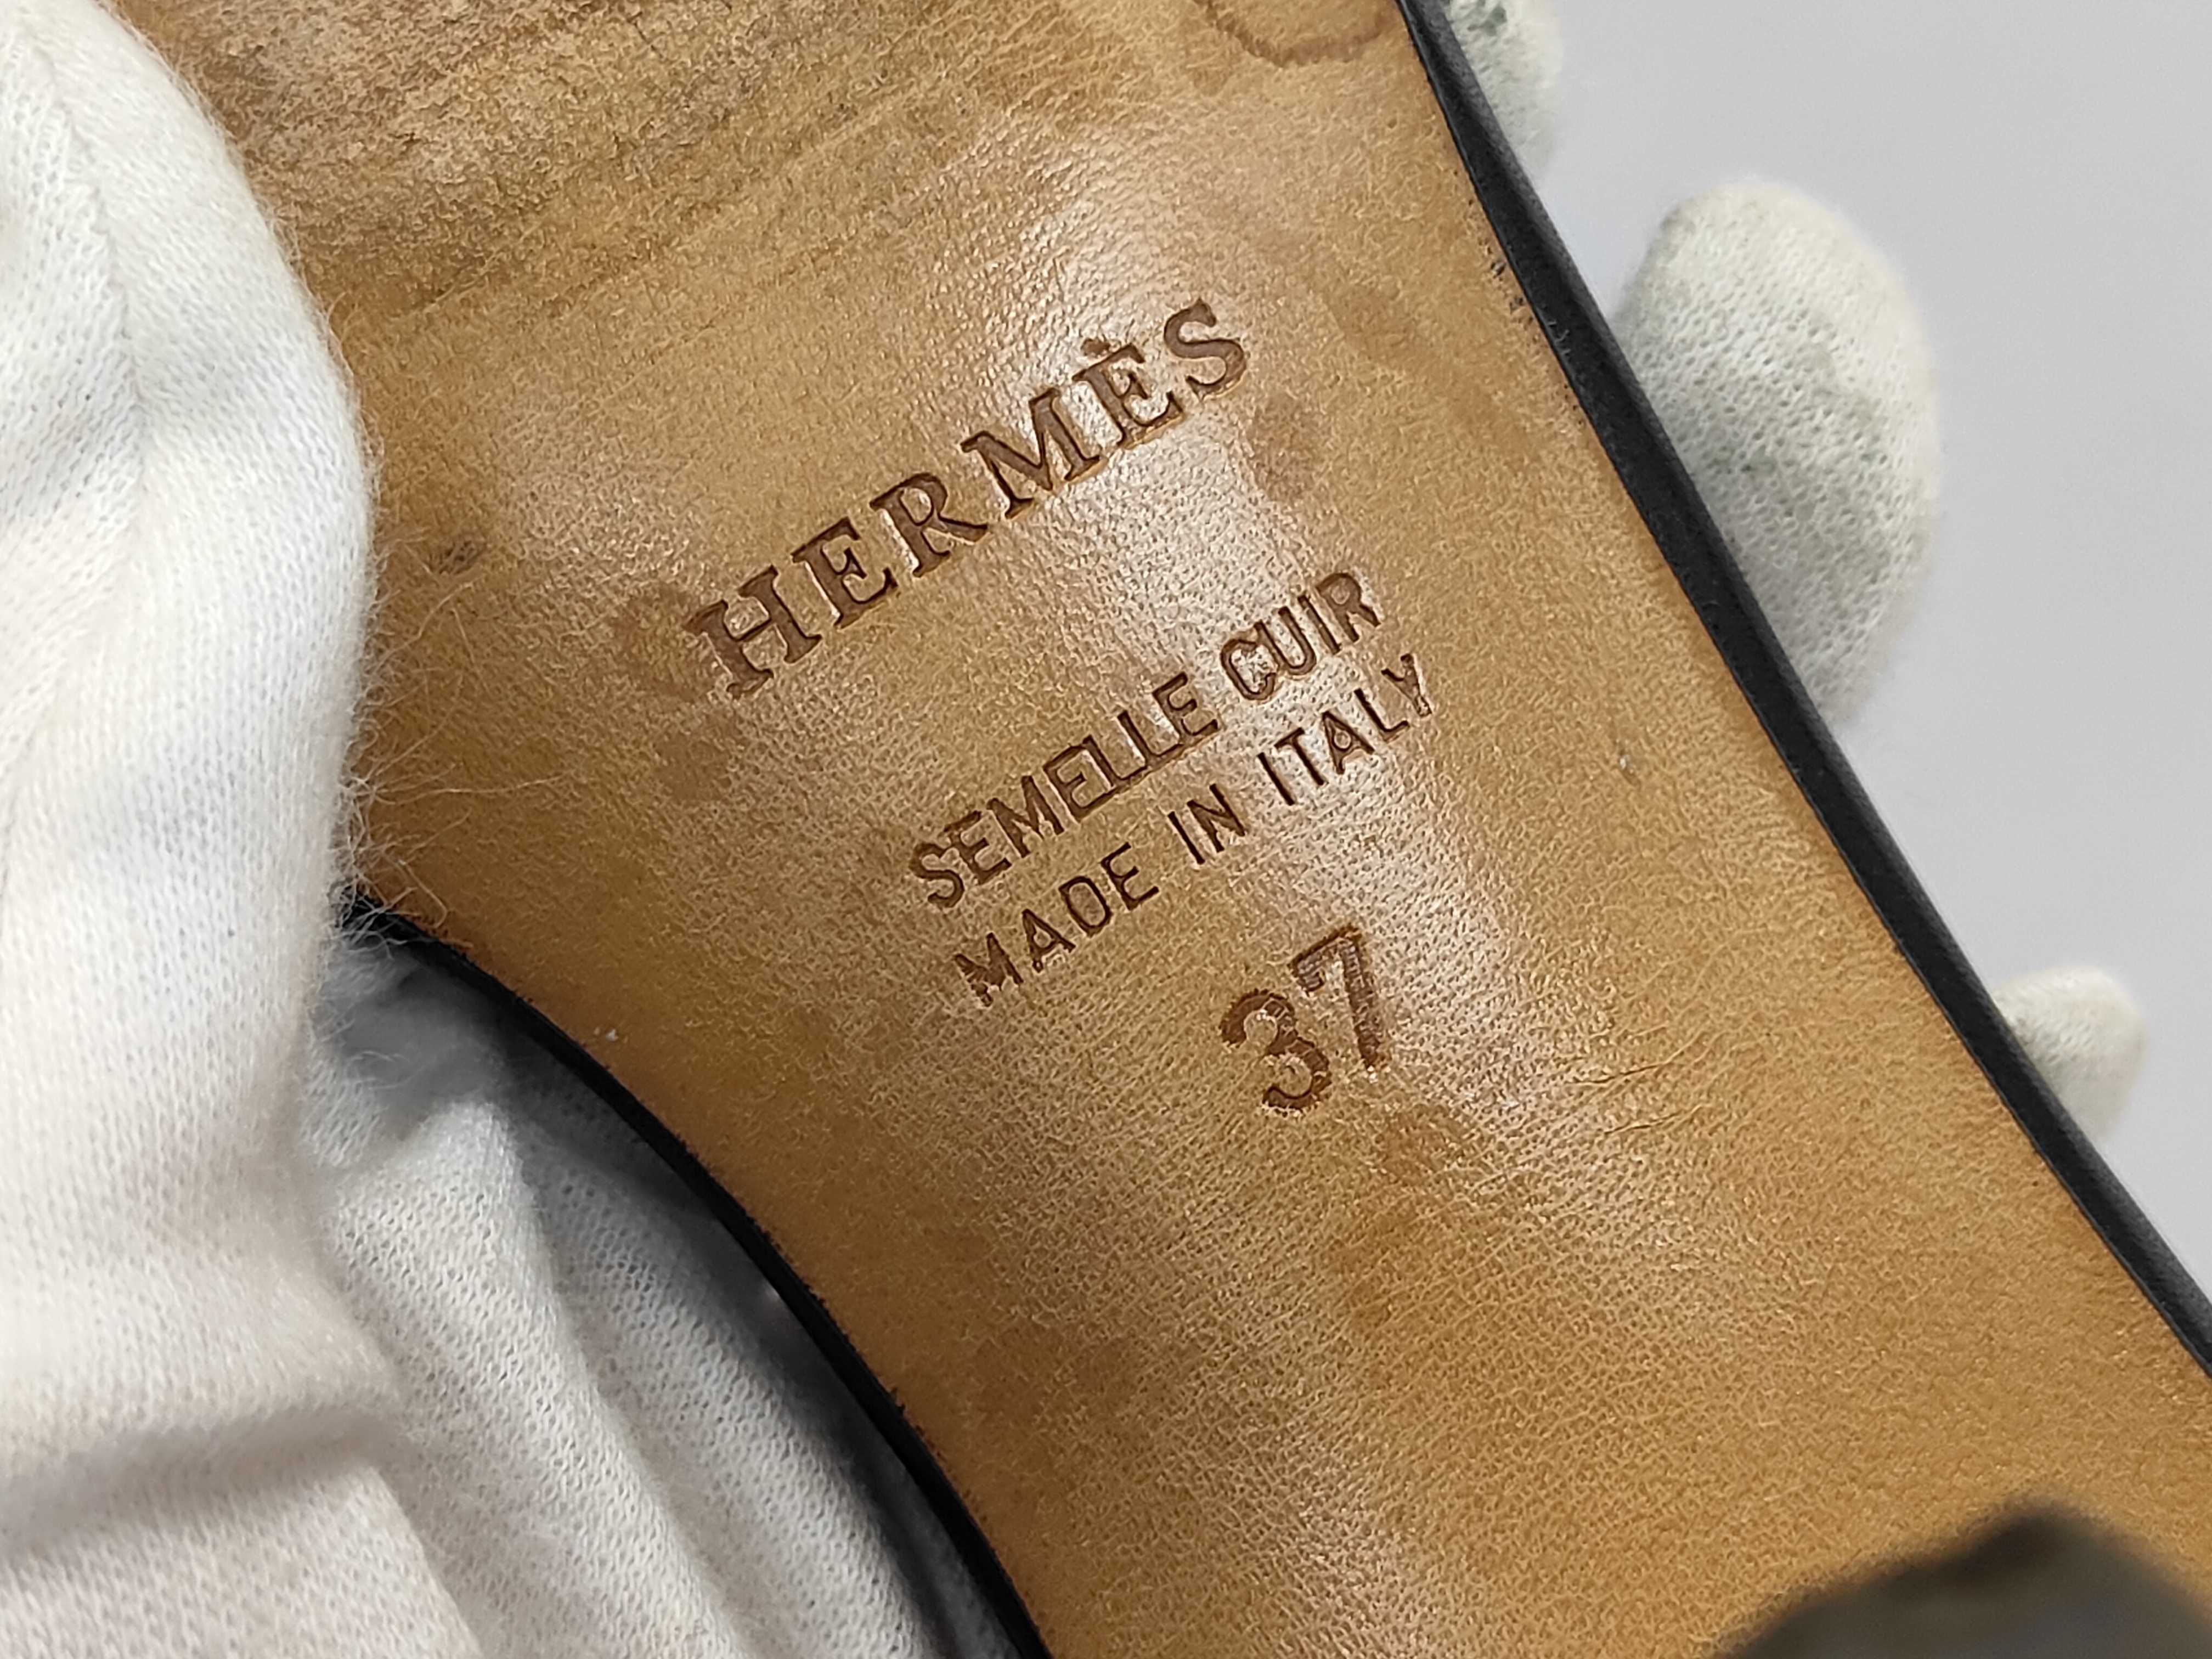 HERMÈS
SEMELLE CUIR
MADE IN ITALY
37